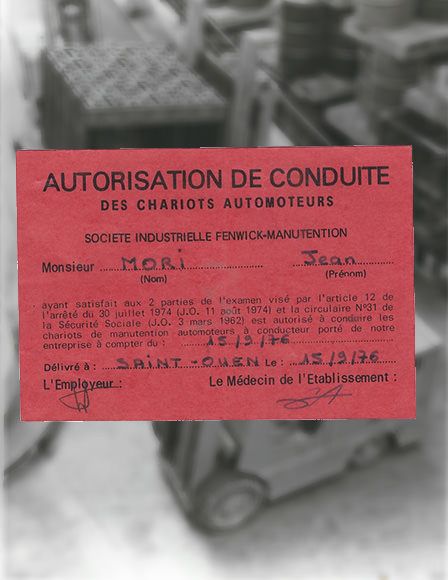 AUTORISATION DE CONDUITE
DES CHARIOTS AUTOMOTEURS
SOCIETE INDUSTRIELLE FENWICK-MANUTENTION
Monsieur MORI Jean
(Nom) (Prénom)
ayant satisfait aux 2 parties de l'examen visé par l'article 12 de
l'arrêté du 30 juillet 1974 (J.O. 11 août 1974) et la circulaire N°31 de
la Sécurité Sociale (J.O. 3 mars 1962) est autorisé à conduire les
chariots de manutention automoteurs à conducteur porté de notre
entreprise à compter du : 15/9/76
Délivré à : SAINT-OUEN Le : 15/9/76
L'Employeur : Le Médecin de l'Etablissement :